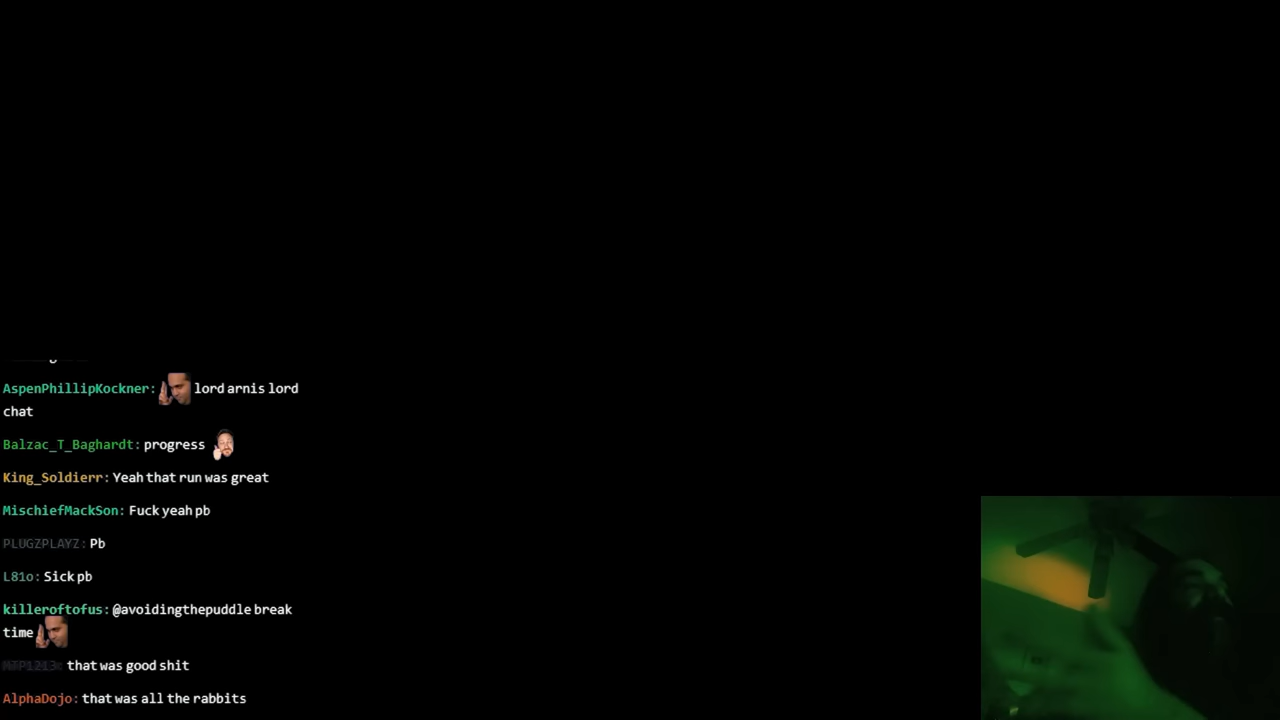 AspenPhillipKockner: lord arnis lord
chat
Balzac_T_Baghardt: progress
King_Soldierr: Yeah that run was great
MischiefMackSon: Fuck yeah pb
PLUGZPLAYZ: Pb
L81o: Sick pb
killeroftofus: @avoidingthepuddle break
time
MTP1213: that was good shit
AlphaDojo: that was all the rabbits